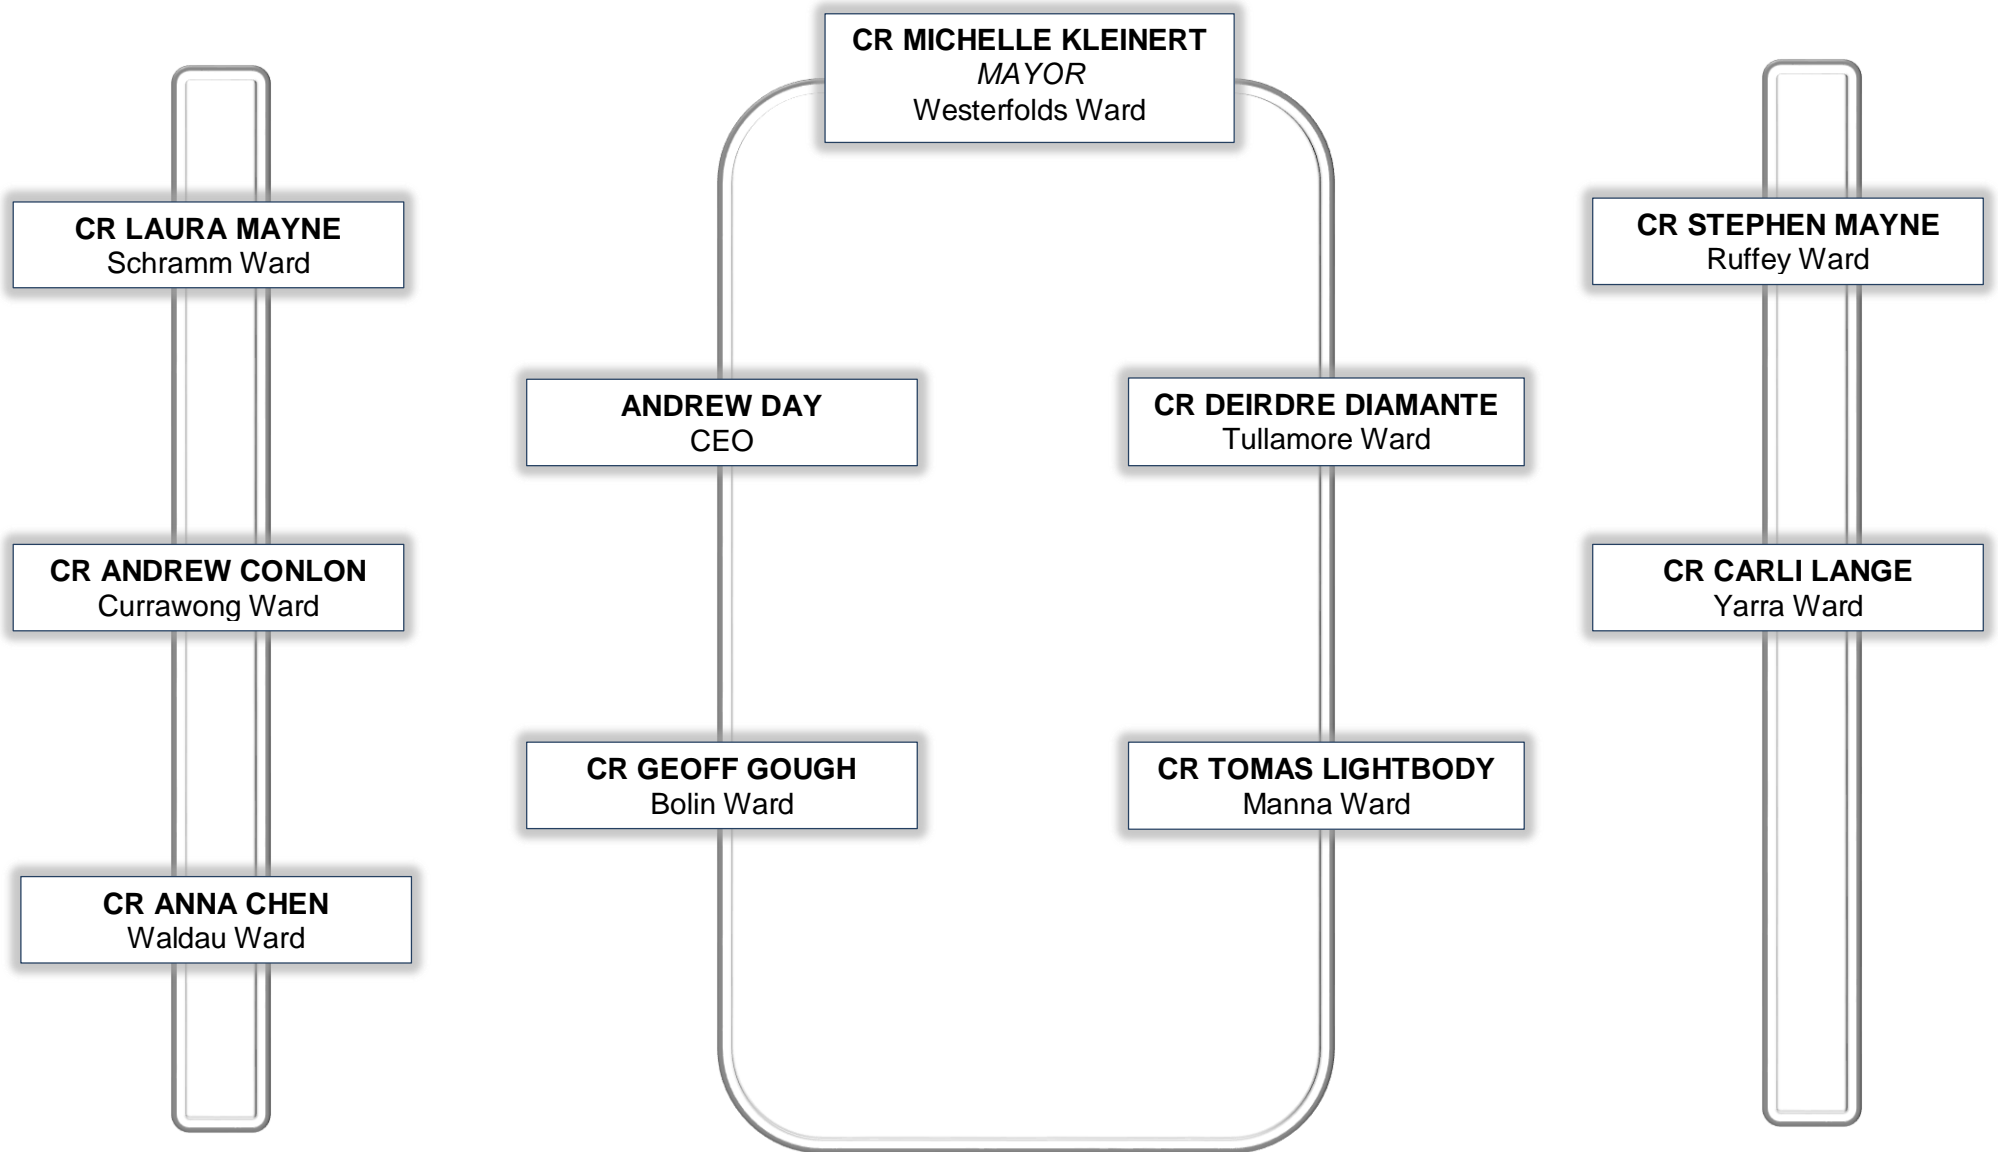 CR MICHELLE KLEINERT
MAYOR
Westerfolds Ward
CR LAURA MAYNE
Schramm Ward
CR STEPHEN MAYNE
Ruffey Ward
ANDREW DAY
CEO
CR DEIRDRE DIAMANTE
Tullamore Ward
CR ANDREW CONLON
Currawong Ward
CR CARLI LANGE
Yarra Ward
CR GEOFF GOUGH
Bolin Ward
CR TOMAS LIGHTBODY
Manna Ward
CR ANNA CHEN
Waldau Ward